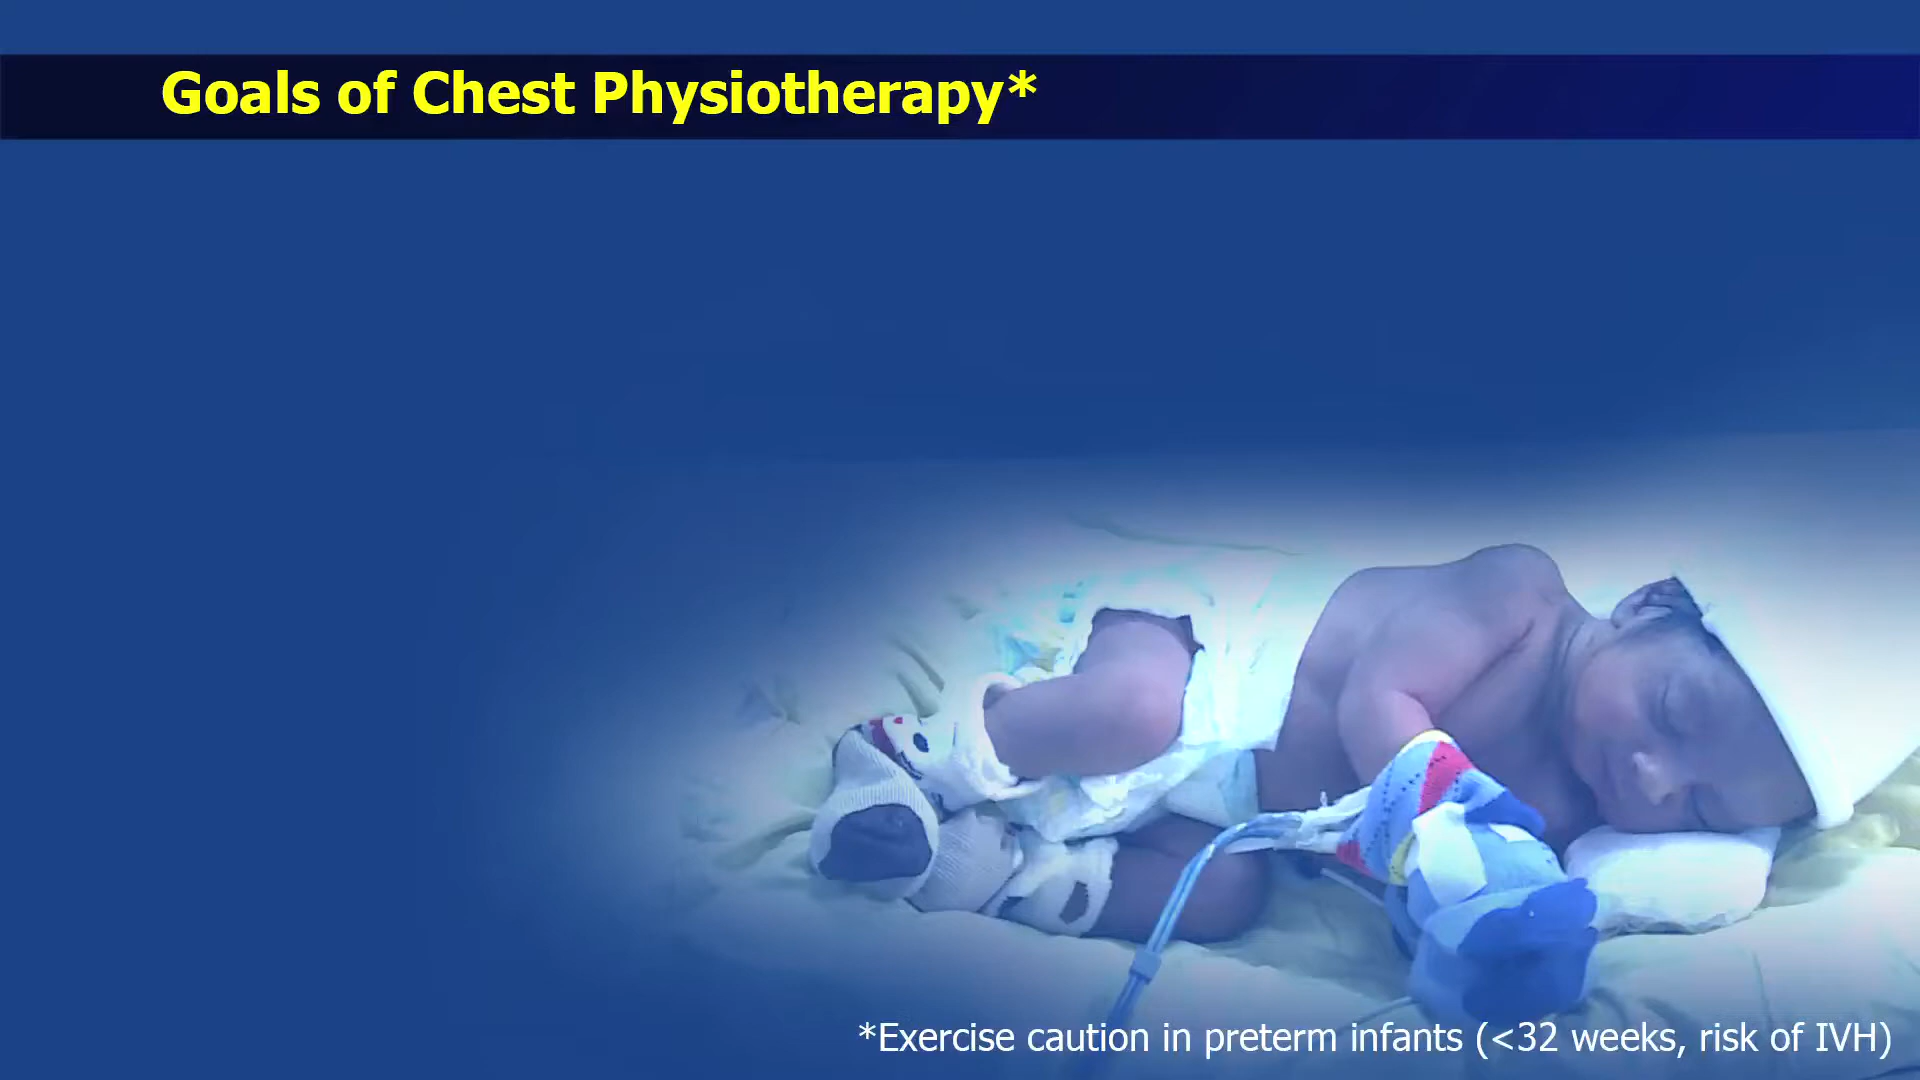 Goals of Chest Physiotherapy*
*Exercise caution in preterm infants (<32 weeks, risk of IVH)